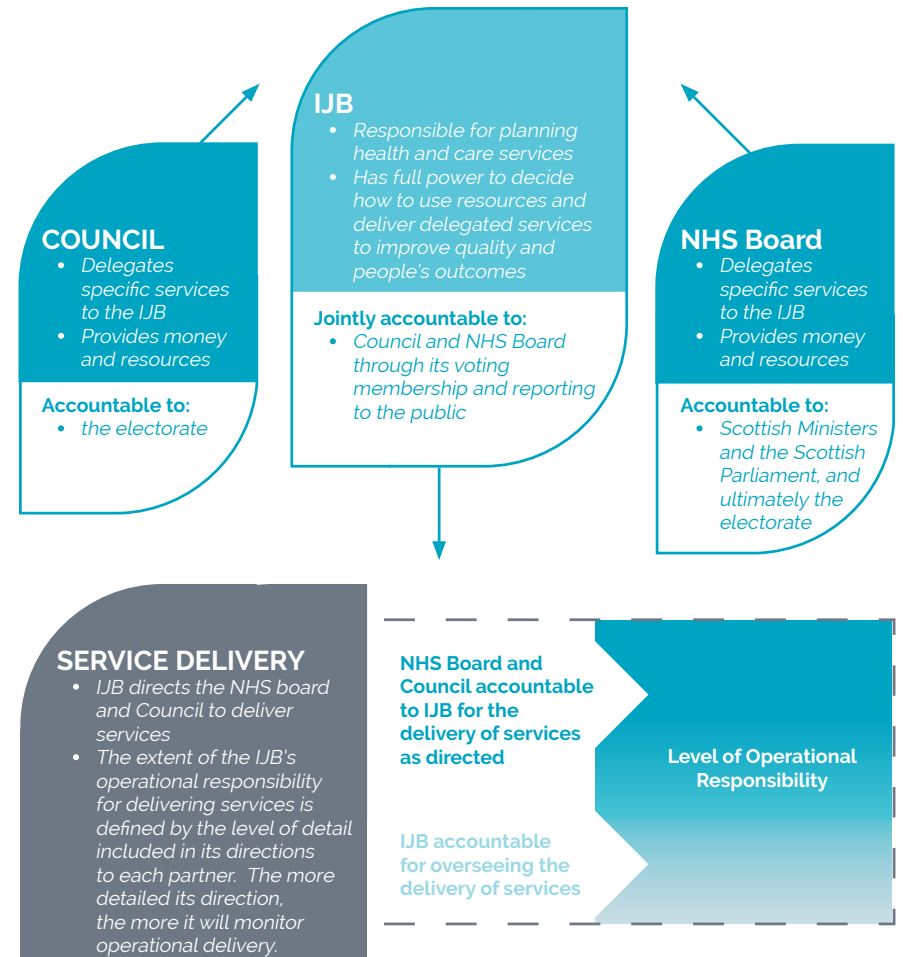 IJB
• Responsible for planning
health and care services
• Has full power to decide
how to use resources and
deliver delegated services
to improve quality and
people's outcomes
Jointly accountable to:
• Council and NHS Board
through its voting
membership and reporting
to the public
COUNCIL
• Delegates
specific services
to the IJB
• Provides money
and resources
Accountable to:
• the electorate
NHS Board
• Delegates
specific services
to the IJB
• Provides money
and resources
Accountable to:
• Scottish Ministers
and the Scottish
Parliament, and
ultimately the
electorate
SERVICE DELIVERY
• IJB directs the NHS board
and Council to deliver
services
• The extent of the IJB's
operational responsibility
for delivering services is
defined by the level of detail
included in its directions
to each partner. The more
detailed its direction,
the more it will monitor
operational delivery.
NHS Board and
Council accountable
to IJB for the
delivery of services
as directed
IJB accountable
for overseeing the
delivery of services
Level of Operational
Responsibility